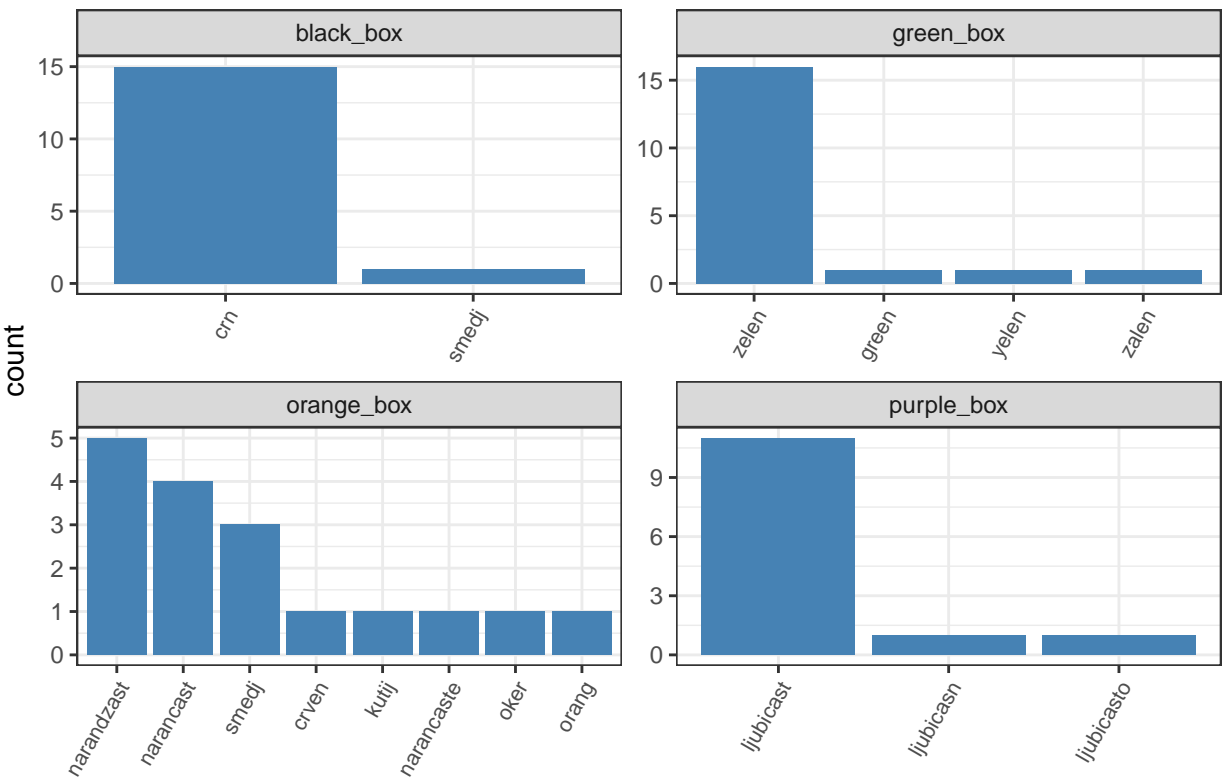 black_box
green_box
15
10
5
0
crn
smedj
15
10
5
0
zelen
green
yelen
zalen
count
orange_box
purple_box
5
4
3
2
1
0
narandzast
narancast
smedj
crven
kutij
narancaste
oker
orang
9
6
3
0
ljubicast
ljubicasn
ljubicasto